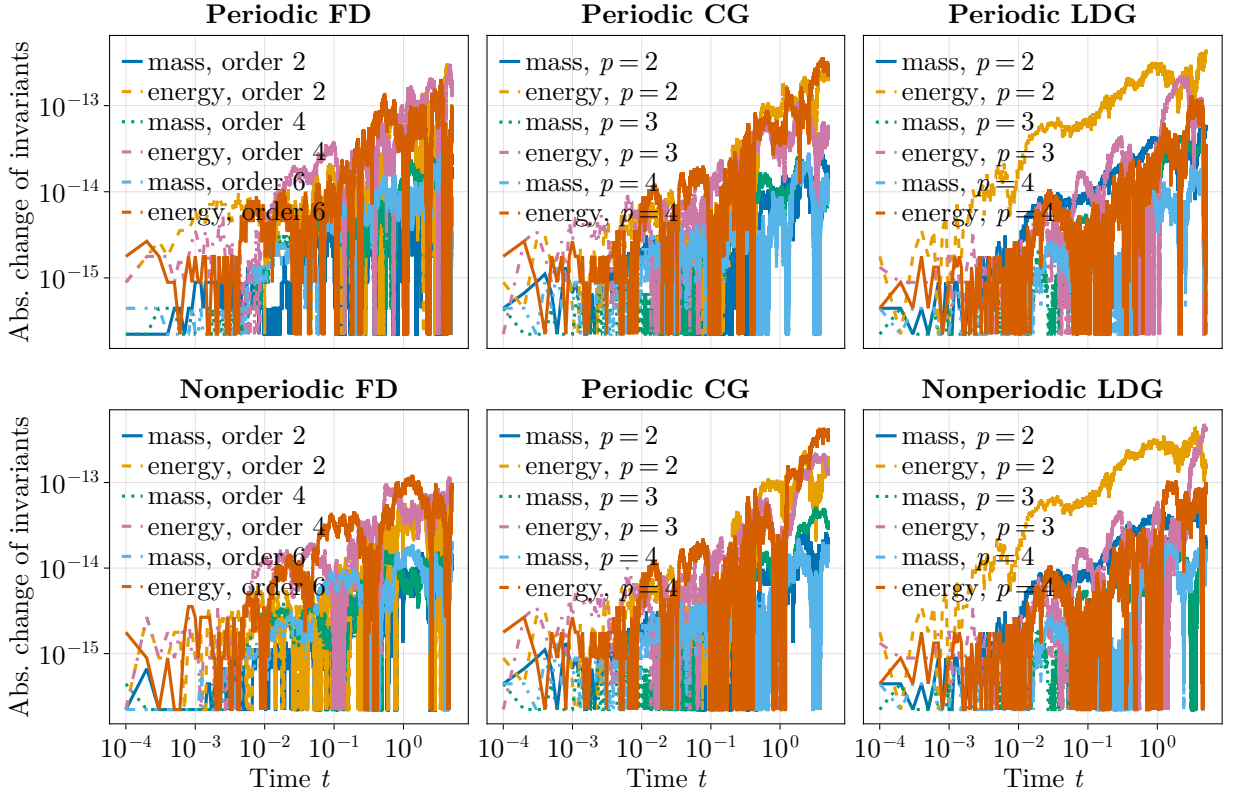 Periodic FD
Periodic CG
Periodic LDG
Abs. change of invariants
10⁻¹³
10⁻¹⁴
10⁻¹⁵
mass, order 2
energy, order 2
mass, order 4
energy, order 4
mass, order 6
energy, order 6
mass, p = 2
energy, p = 2
mass, p = 3
energy, p = 3
mass, p = 4
energy, p = 4
mass, p = 2
energy, p = 2
mass, p = 3
energy, p = 3
mass, p = 4
energy, p = 4
Nonperiodic FD
Periodic CG
Nonperiodic LDG
Abs. change of invariants
10⁻¹³
10⁻¹⁴
10⁻¹⁵
mass, order 2
energy, order 2
mass, order 4
energy, order 4
mass, order 6
energy, order 6
mass, p = 2
energy, p = 2
mass, p = 3
energy, p = 3
mass, p = 4
energy, p = 4
mass, p = 2
energy, p = 2
mass, p = 3
energy, p = 3
mass, p = 4
energy, p = 4
10⁻⁴ 10⁻³ 10⁻² 10⁻¹ 10⁰
10⁻⁴ 10⁻³ 10⁻² 10⁻¹ 10⁰
10⁻⁴ 10⁻³ 10⁻² 10⁻¹ 10⁰
Time t
Time t
Time t